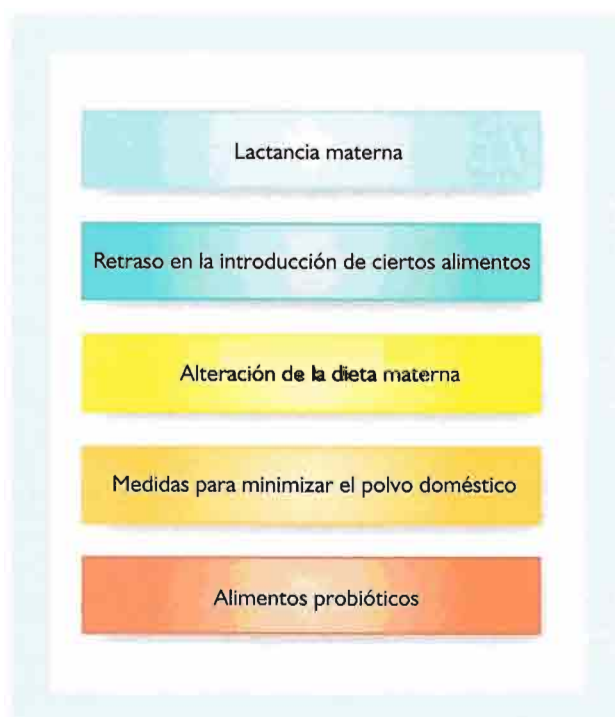 Lactancia materna
Retraso en la introducción de ciertos alimentos
Alteración de la dieta materna
Medidas para minimizar el polvo doméstico
Alimentos probióticos